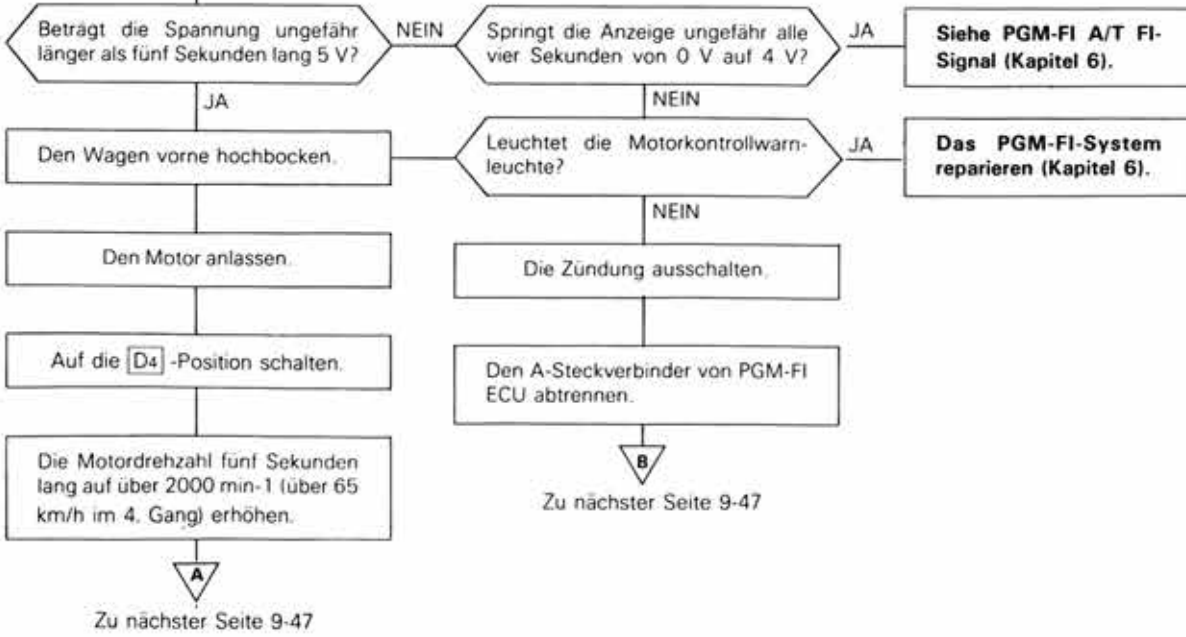 Beträgt die Spannung ungefähr
länger als fünf Sekunden lang 5 V?
NEIN
Springt die Anzeige ungefähr alle
vier Sekunden von 0 V auf 4 V?
JA
Siehe PGM-FI A/T FI-
Signal (Kapitel 6).
JA
NEIN
Den Wagen vorne hochbocken.
Leuchtet die Motorkontrollwarn-
leuchte?
JA
Das PGM-FI-System
reparieren (Kapitel 6).
NEIN
Den Motor anlassen.
Die Zündung ausschalten.
Auf die D4 -Position schalten.
Den A-Steckverbinder von PGM-FI
ECU abtrennen.
Die Motordrehzahl fünf Sekunden
lang auf über 2000 min-1 (über 65
km/h im 4. Gang) erhöhen.
B
Zu nächster Seite 9-47
A
Zu nächster Seite 9-47